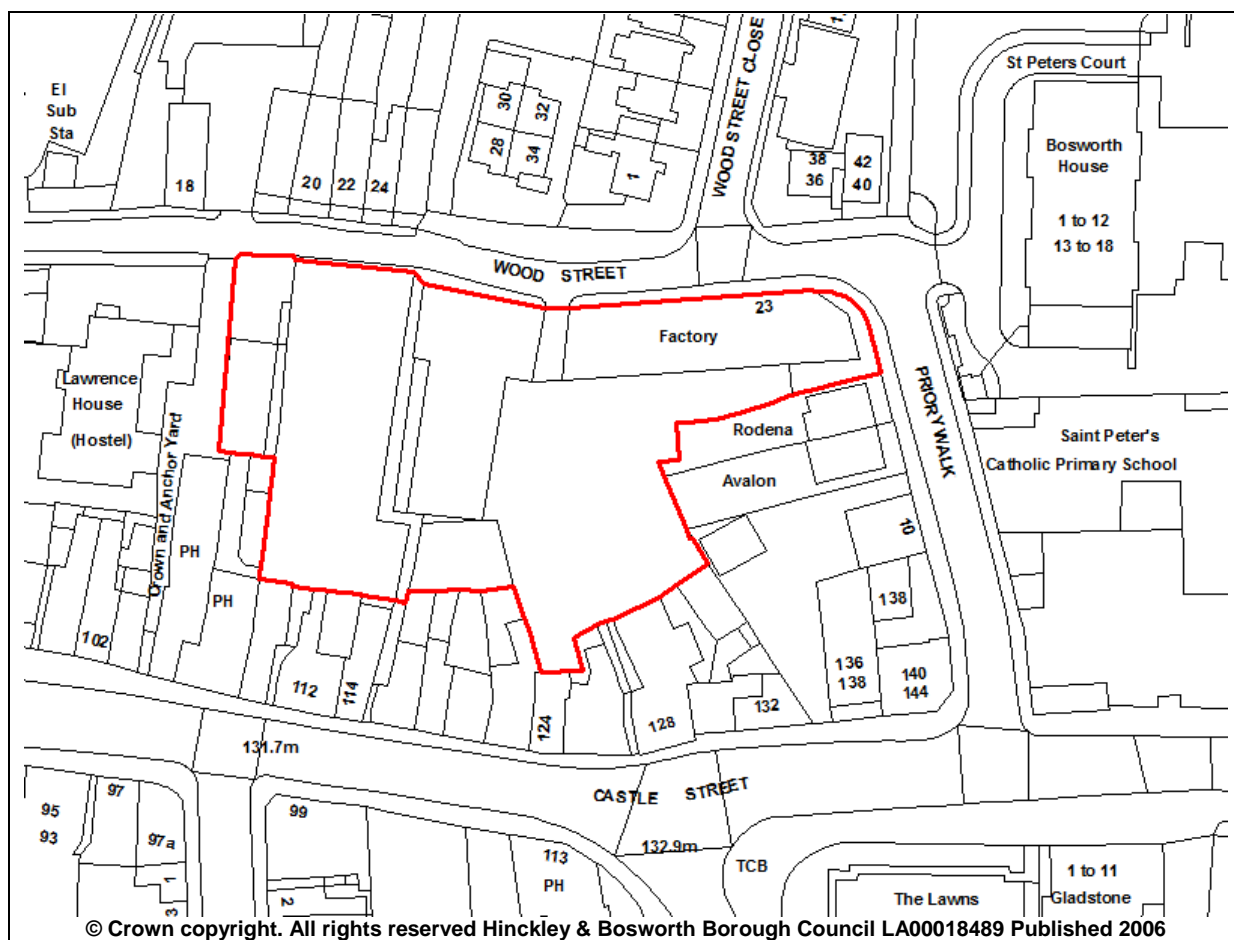 St Peters Court
El
Sub
Sta
30
32
28
34
1
WOOD STREET CLOSE
38
36
42
40
Bosworth
House
1 to 12
13 to 18
18
20
22
24
WOOD STREET
23
Factory
PRIORY WALK
Lawrence
House
(Hostel)
Crown and Anchor Yard
Rodena
Avalon
Saint Peter's
Catholic Primary School
PH
PH
10
138
102
112
114
124
128
132
136
138
140
144
131.7m
CASTLE STREET
132.9m
95
93
97
97a
1
3
99
2
113
PH
TCB
The Lawns
1 to 11
Gladstone
© Crown copyright. All rights reserved Hinckley & Bosworth Borough Council LA00018489 Published 2006